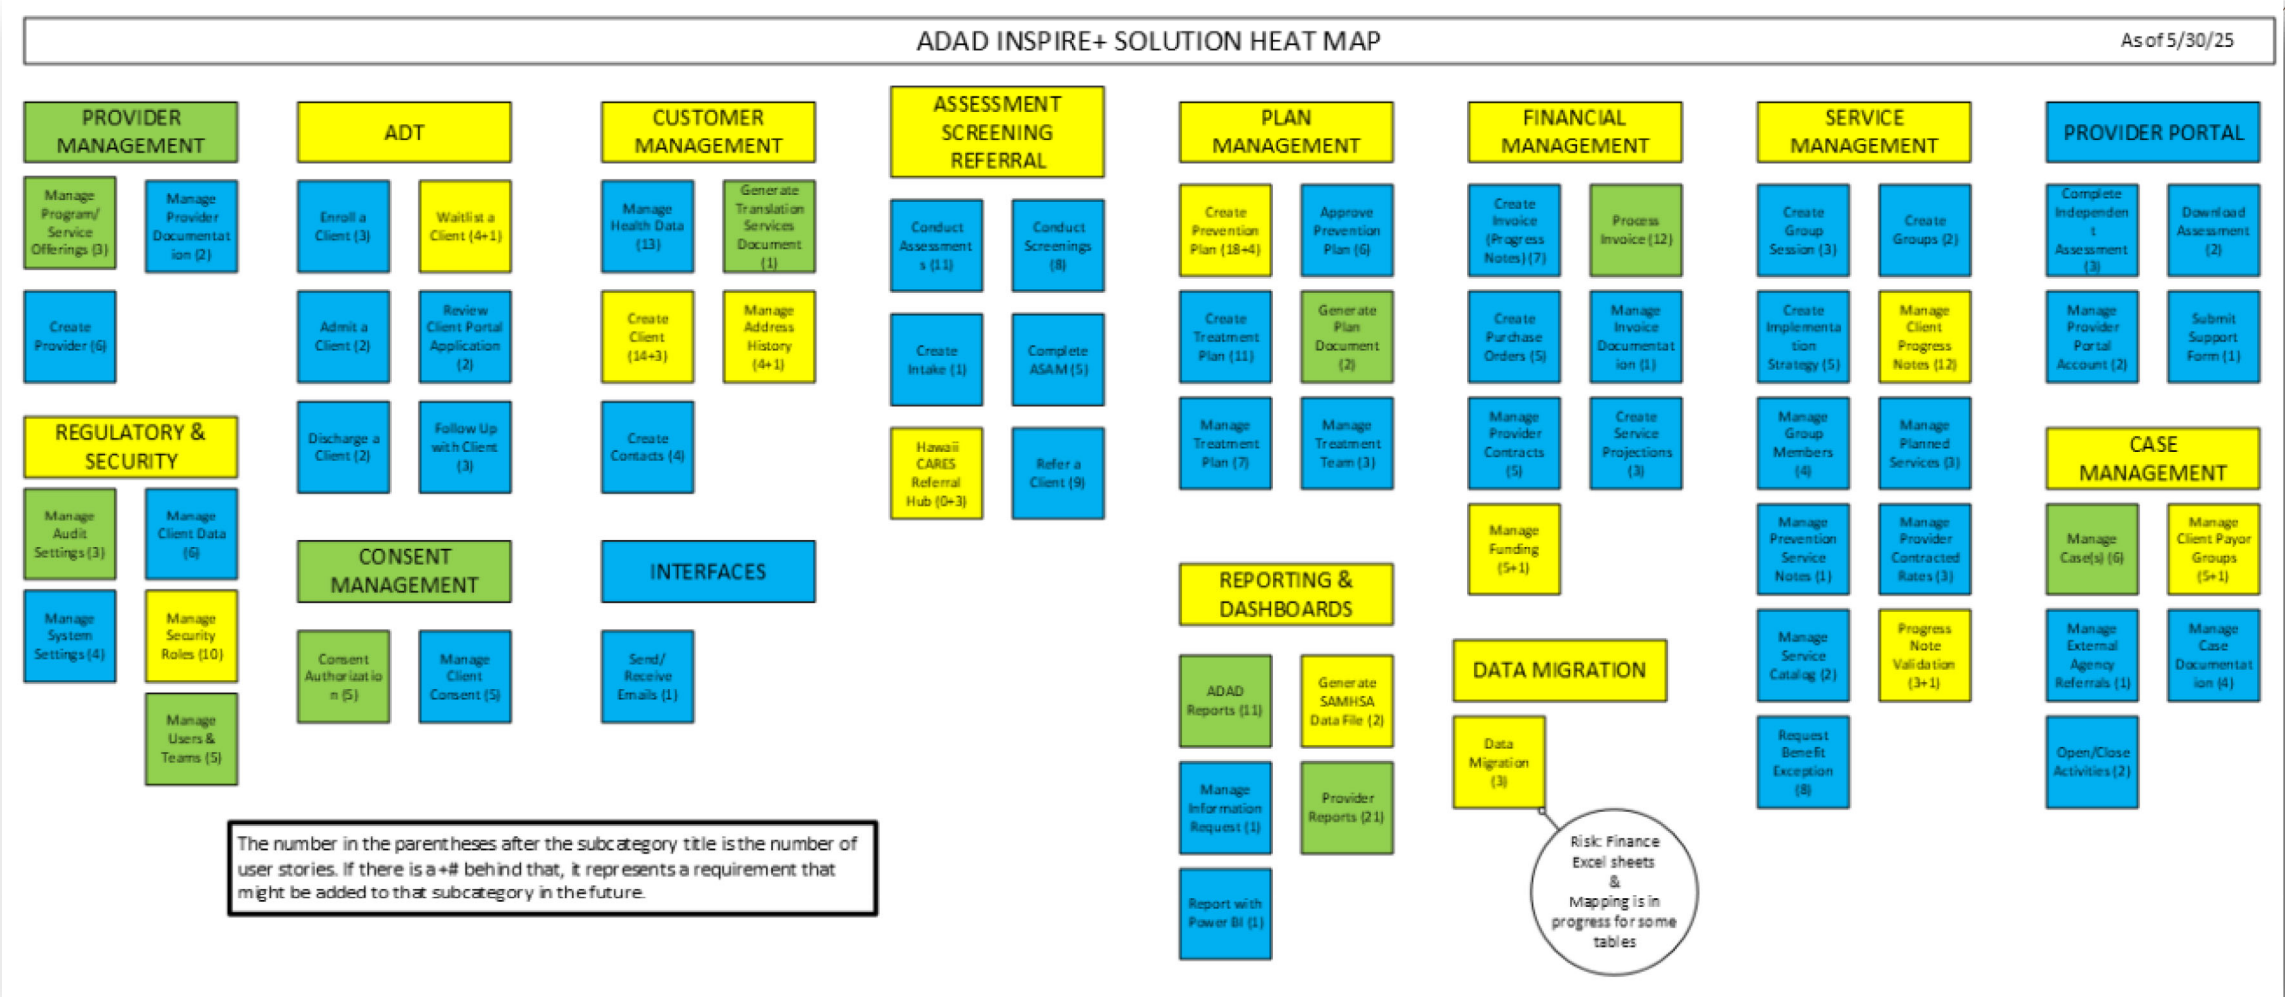 ADAD INSPIRE+ SOLUTION HEAT MAP
As of 5/30/25
PROVIDER
MANAGEMENT
Manage
Program/
Service
Offerings (3)
Manage
Provider
Documentat
ion (2)
Create
Provider (6)
REGULATORY &
SECURITY
Manage
Audit
Settings (3)
Manage
Client Data
(6)
Manage
System
Settings (4)
Manage
Security
Roles (10)
Manage
Users &
Teams (5)
ADT
Enroll a
Client (3)
Waitlist a
Client (4+1)
Admit a
Client (2)
Review
Client Portal
Application
(2)
Discharge a
Client (2)
Follow Up
with Client
(3)
CONSENT
MANAGEMENT
Consent
Authorizatio
n (5)
Manage
Client
Consent (5)
CUSTOMER
MANAGEMENT
Manage
Health Data
(13)
Generate
Translation
Services
Document
(1)
Create
Client
(14+3)
Manage
Address
History
(4+1)
Create
Contacts (4)
INTERFACES
Send/
Receive
Emails (1)
ASSESSMENT
SCREENING
REFERRAL
Conduct
Assessment
s (11)
Conduct
Screenings
(8)
Create
Intake (1)
Complete
ASAM (5)
Hawaii
CARES
Referral
Hub (0+3)
Refer a
Client (9)
PLAN
MANAGEMENT
Create
Prevention
Plan (18+4)
Approve
Prevention
Plan (6)
Create
Treatment
Plan (11)
Generate
Plan
Document
(2)
Manage
Treatment
Plan (7)
Manage
Treatment
Team (3)
REPORTING &
DASHBOARDS
ADAD
Reports (11)
Generate
SAMHSA
Data File (2)
Manage
Information
Request (1)
Provider
Reports (21)
Report with
Power BI (1)
FINANCIAL
MANAGEMENT
Create
Invoice
(Progress
Notes) (7)
Process
Invoice (12)
Create
Purchase
Orders (5)
Manage
Invoice
Documentat
ion (1)
Manage
Provider
Contracts
(5)
Create
Service
Projections
(3)
Manage
Funding
(5+1)
DATA MIGRATION
Data
Migration
(3)
Risk: Finance
Excel sheets
&
Mapping is in
progress for some
tables
SERVICE
MANAGEMENT
Create
Group
Session (3)
Create
Groups (2)
Create
Implementa
tion
Strategy (5)
Manage
Client
Progress
Notes (12)
Manage
Group
Members
(4)
Manage
Planned
Services (3)
Manage
Prevention
Service
Notes (1)
Manage
Provider
Contracted
Rates (3)
Manage
Service
Catalog (2)
Progress
Note
Validation
(3+1)
Request
Benefit
Exception
(8)
PROVIDER PORTAL
Complete
Independen
t
Assessment
(3)
Download
Assessment
(2)
Manage
Provider
Portal
Account (2)
Submit
Support
Form (1)
CASE
MANAGEMENT
Manage
Case(s) (6)
Manage
Client Payor
Groups
(5+1)
Manage
External
Agency
Referrals (1)
Manage
Case
Documentat
ion (4)
Open/Close
Activities (2)
The number in the parentheses after the subcategory title is the number of
user stories. If there is a +# behind that, it represents a requirement that
might be added to that subcategory in the future.